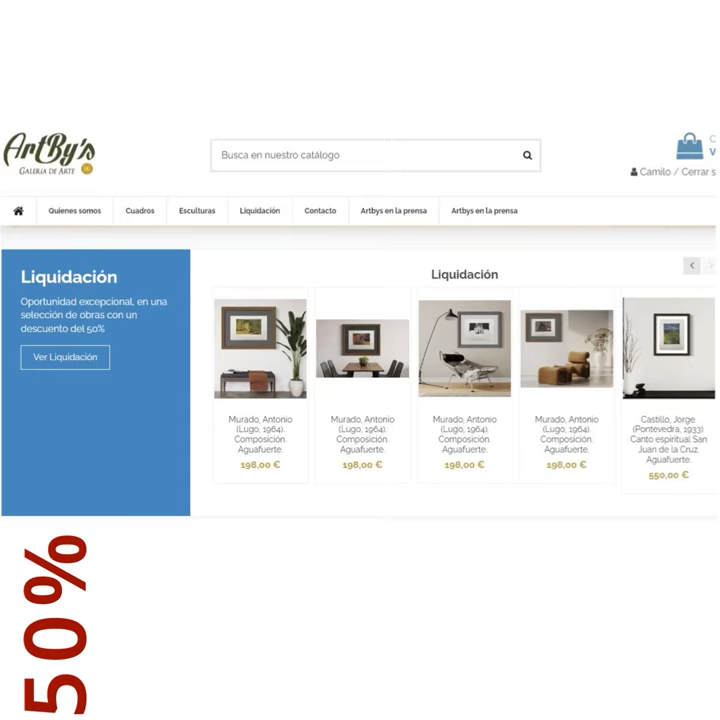 ArtBy's
GALERÍA DE ARTE
Busca en nuestro catálogo
Camilo / Cerrar s
Quienes somos
Cuadros
Esculturas
Liquidación
Contacto
Artbys en la prensa
Artbys en la prensa
Liquidación
Oportunidad excepcional, en una
selección de obras con un
descuento del 50%
Ver Liquidación
Liquidación
Murado, Antonio
(Lugo, 1964).
Composición.
Aguafuerte.
198,00 €
Murado, Antonio
(Lugo, 1964).
Composición.
Aguafuerte.
198,00 €
Murado, Antonio
(Lugo, 1964).
Composición.
Aguafuerte.
198,00 €
Murado, Antonio
(Lugo, 1964).
Composición.
Aguafuerte.
198,00 €
Castillo, Jorge.
(Pontevedra, 1933)
Canto espiritual San
Juan de la Cruz.
Aguafuerte.
550,00 €
50%